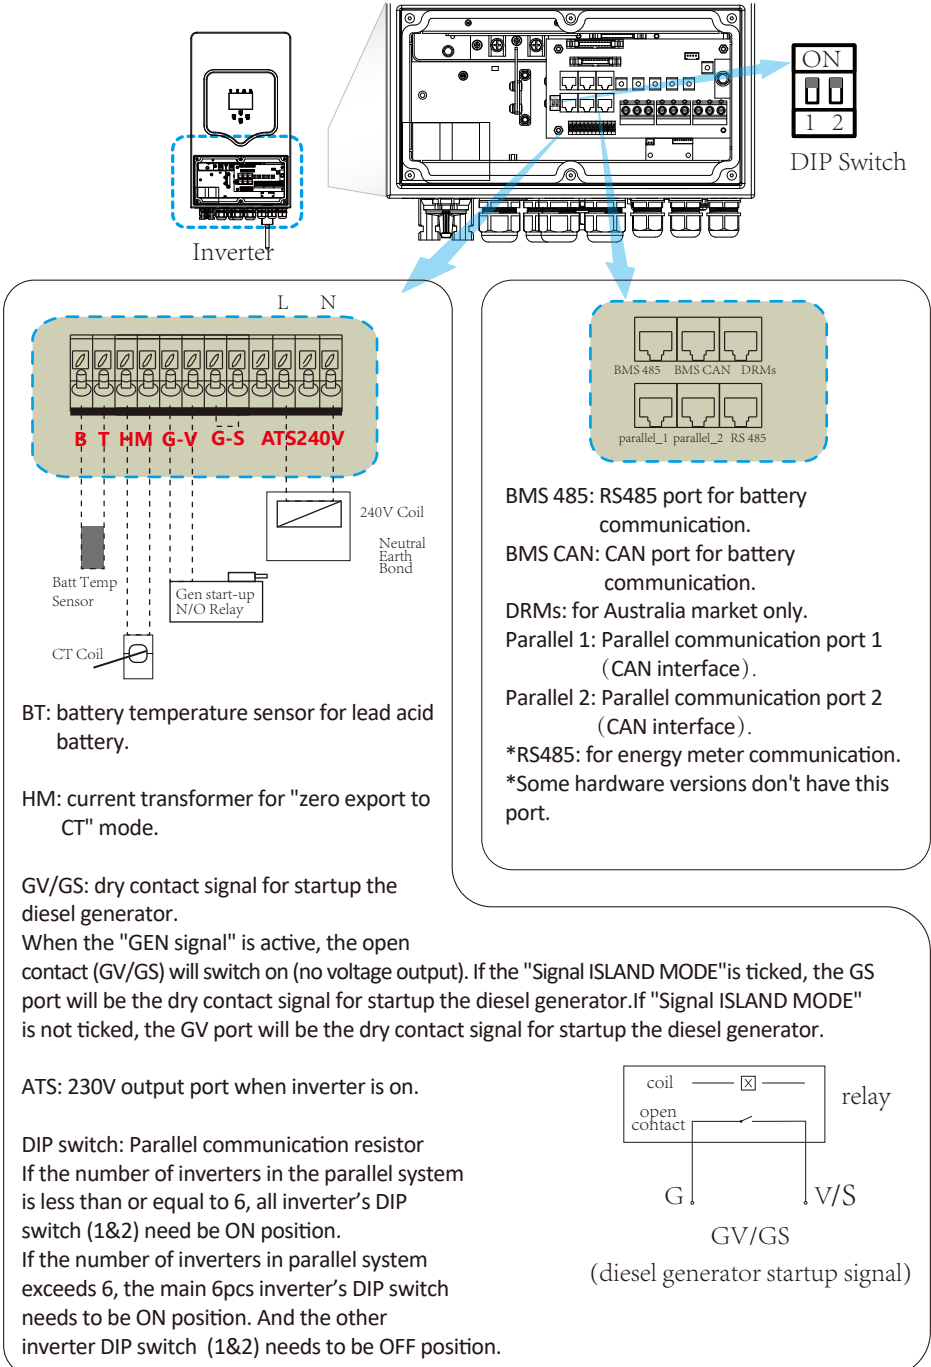 ON
1 2
DIP Switch
Inverter
L N
B T HM G-V G-S ATS240V
240V Coil
Neutral
Earth
Bond
Batt Temp
Sensor
Gen start-up
N/O Relay
CT Coil
BMS 485 BMS CAN DRMs
parallel_1 parallel_2 RS 485
BMS 485: RS485 port for battery
communication.
BMS CAN: CAN port for battery
communication.
DRMs: for Australia market only.
Parallel 1: Parallel communication port 1
(CAN interface).
Parallel 2: Parallel communication port 2
(CAN interface).
*RS485: for energy meter communication.
*Some hardware versions don't have this
port.
BT: battery temperature sensor for lead acid
battery.
HM: current transformer for "zero export to
CT" mode.
GV/GS: dry contact signal for startup the
diesel generator.
When the "GEN signal" is active, the open
contact (GV/GS) will switch on (no voltage output). If the "Signal ISLAND MODE"is ticked, the GS
port will be the dry contact signal for startup the diesel generator.If "Signal ISLAND MODE"
is not ticked, the GV port will be the dry contact signal for startup the diesel generator.
ATS: 230V output port when inverter is on.
DIP switch: Parallel communication resistor
If the number of inverters in the parallel system
is less than or equal to 6, all inverter's DIP
switch (1&2) need be ON position.
If the number of inverters in parallel system
exceeds 6, the main 6pcs inverter's DIP switch
needs to be ON position. And the other
inverter DIP switch (1&2) needs to be OFF position.
coil
relay
open
contact
G V/S
GV/GS
(diesel generator startup signal)